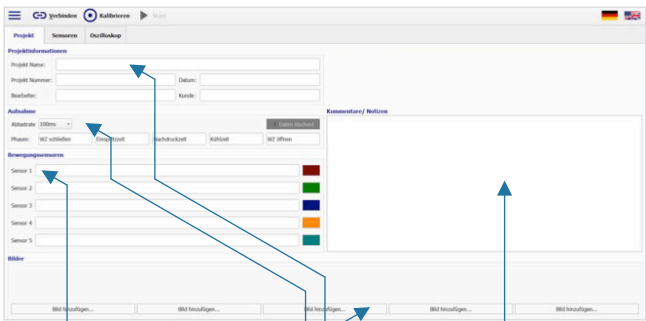 Verbinden Kalibrieren Start
Projekt Sensoren Oszilloskop
Projektinformationen
Projekt Name:
Projekt Nummer: Datum:
Bearbeiter: Kunde:
Aufnahme
Kommentare/ Notizen
Abtastrate 100ms Daten löschen!
Phasen: WZ schließen Einspritzzeit Nachdruckzeit Kühlzeit WZ öffnen
Bewegungssensoren
Sensor 1
Sensor 2
Sensor 3
Sensor 4
Sensor 5
Bilder
Bild hinzufügen... Bild hinzufügen... Bild hinzufügen... Bild hinzufügen... Bild hinzufügen...